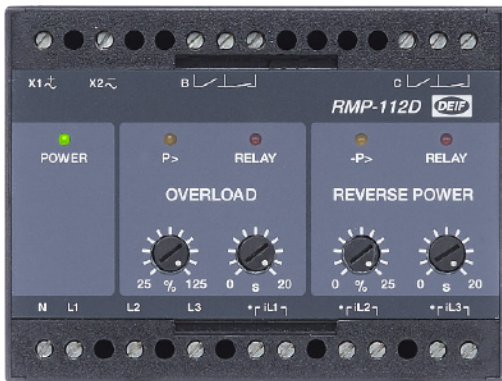 X1 X2 B C
RMP-112D DEIF
POWER P> RELAY -P> RELAY
OVERLOAD REVERSE POWER
25 % 125 0 s 20 0 % 25 0 s 20
N L1 L2 L3 iL1 iL2 iL3